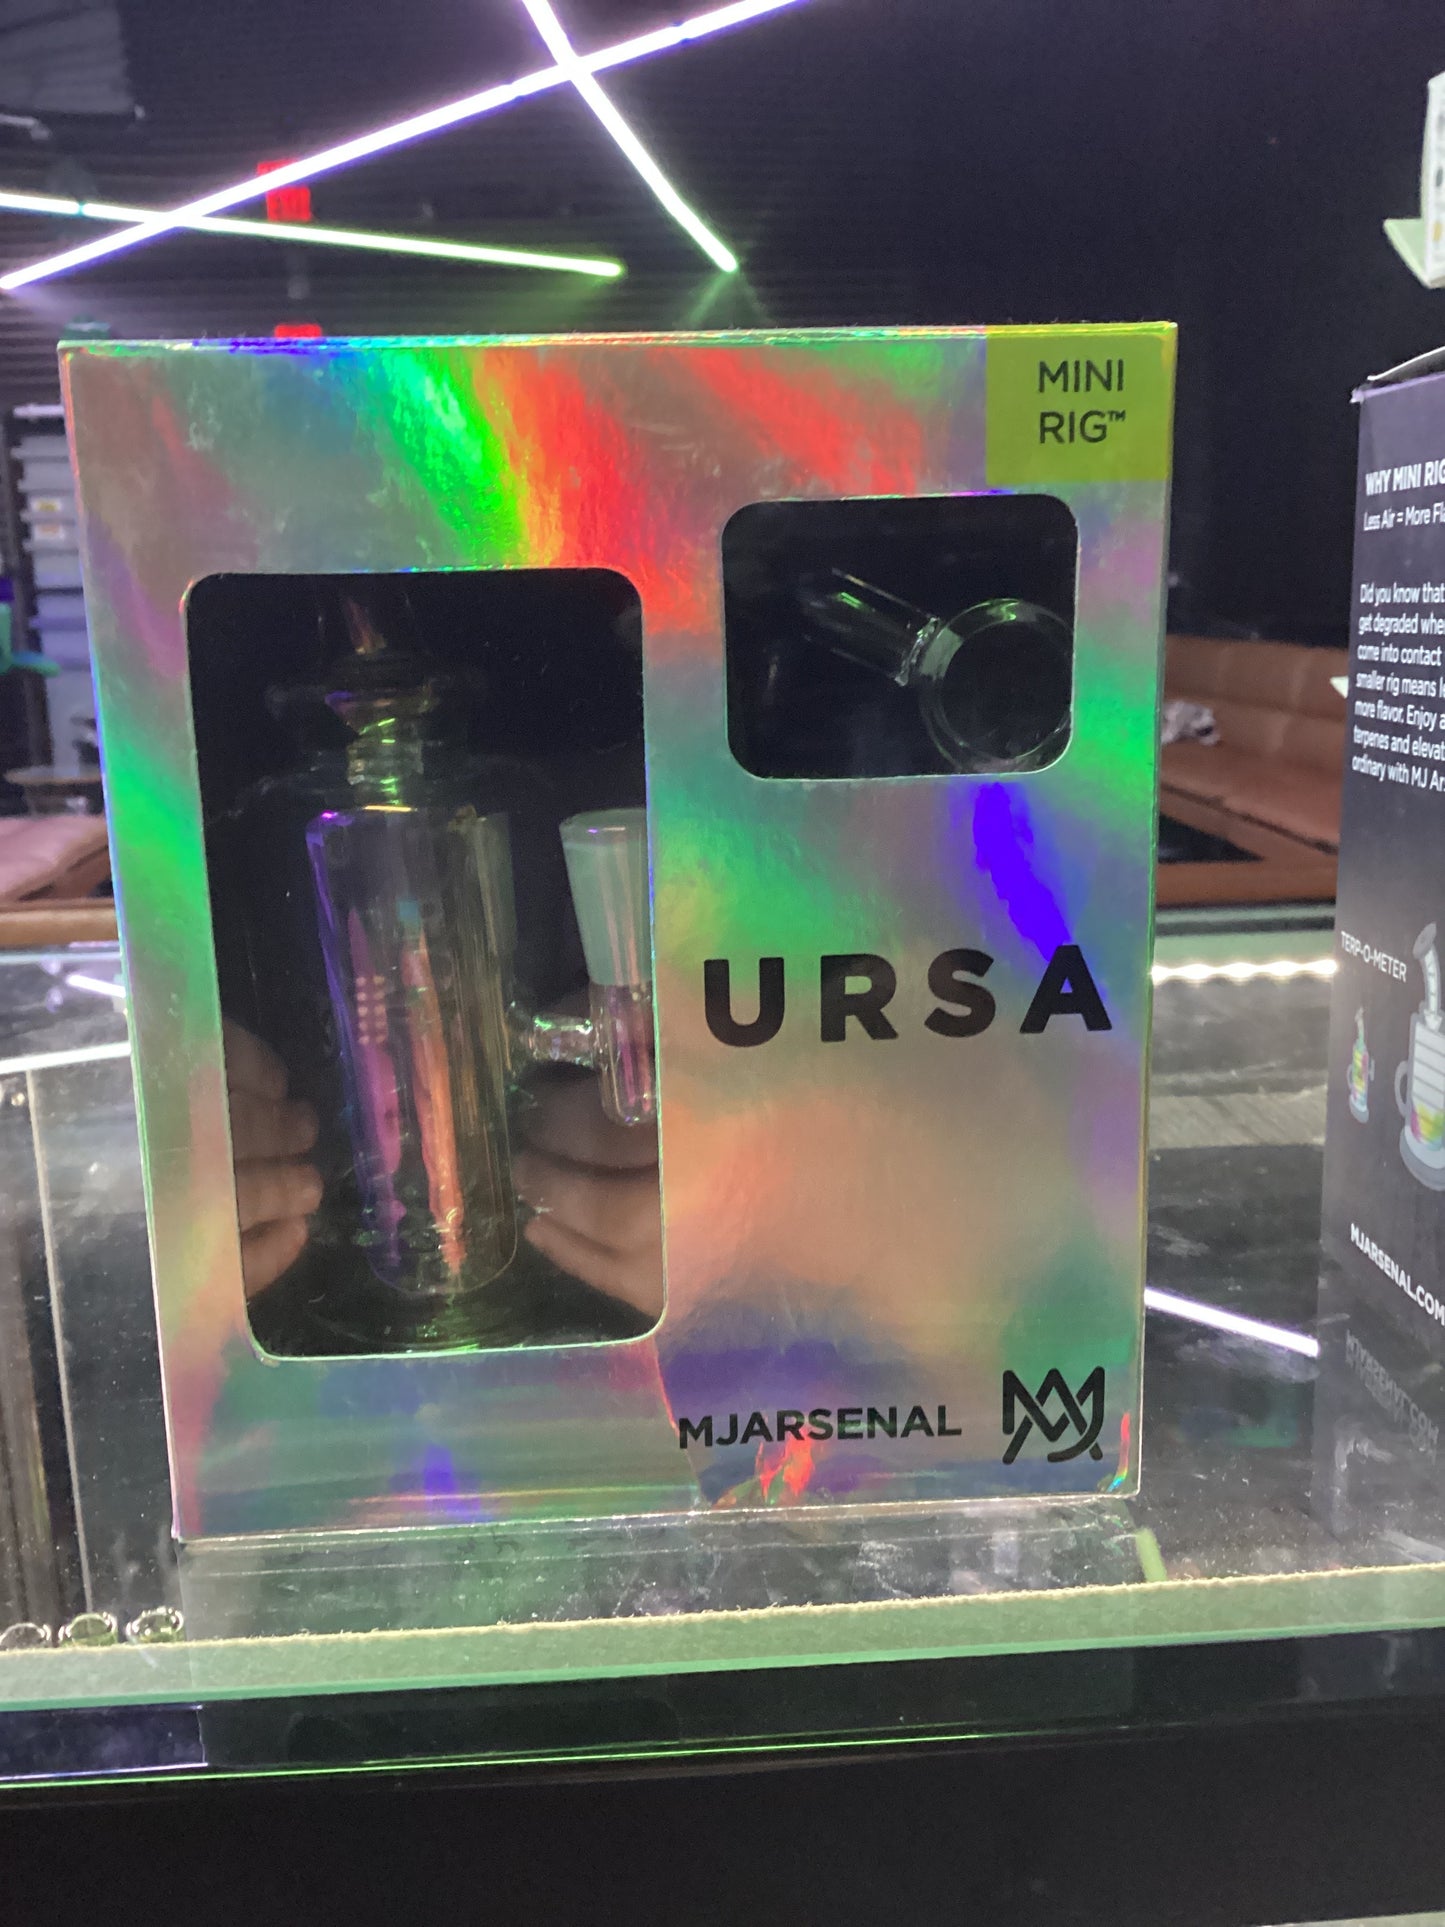 MINI
RIG™
URSA
MJARSENAL
WHY MINI RIG
Less Air = More Fla
Did you know that
get degraded whe
come into contact
smaller rig means le
more flavor. Enjoy a
terpenes and elevat
ordinary with MJ Ar
TERP-O-METER
MJARSENAL.COM